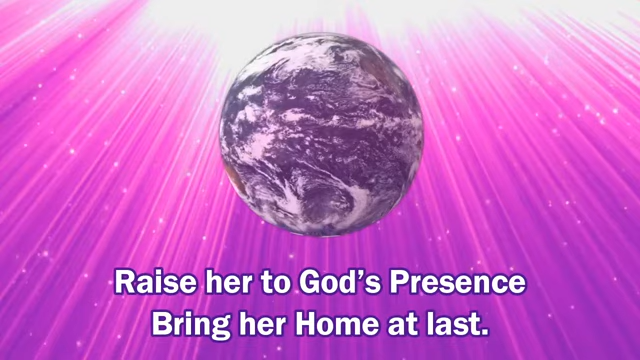 Raise her to God’s Presence
Bring her Home at last.